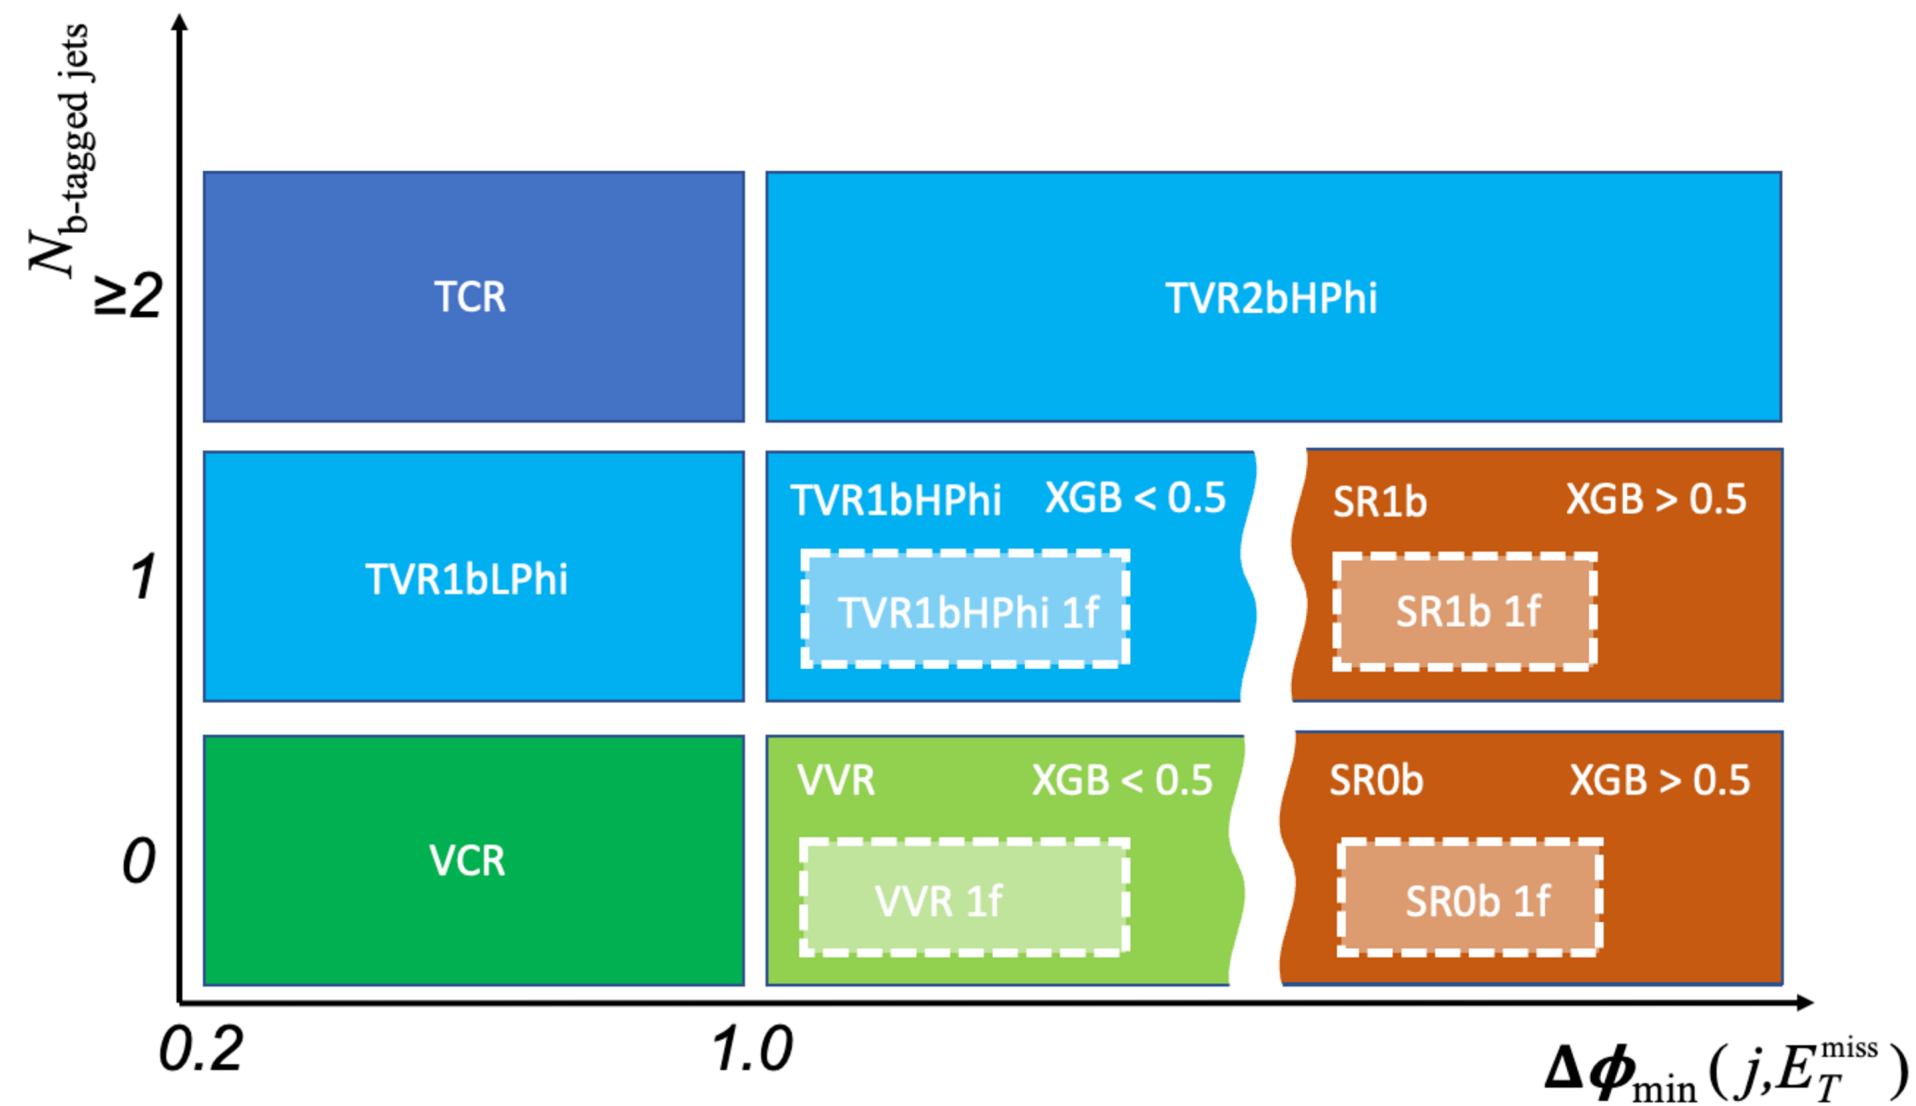 N b-tagged jets
≥2
TCR
TVR2bHPhi
1
TVR1bLPhi
TVR1bHPhi XGB < 0.5
TVR1bHPhi 1f
SR1b XGB > 0.5
SR1b 1f
0
VCR
VVR XGB < 0.5
VVR 1f
SR0b XGB > 0.5
SR0b 1f
0.2
1.0
Δϕmin(j,E_T^miss)